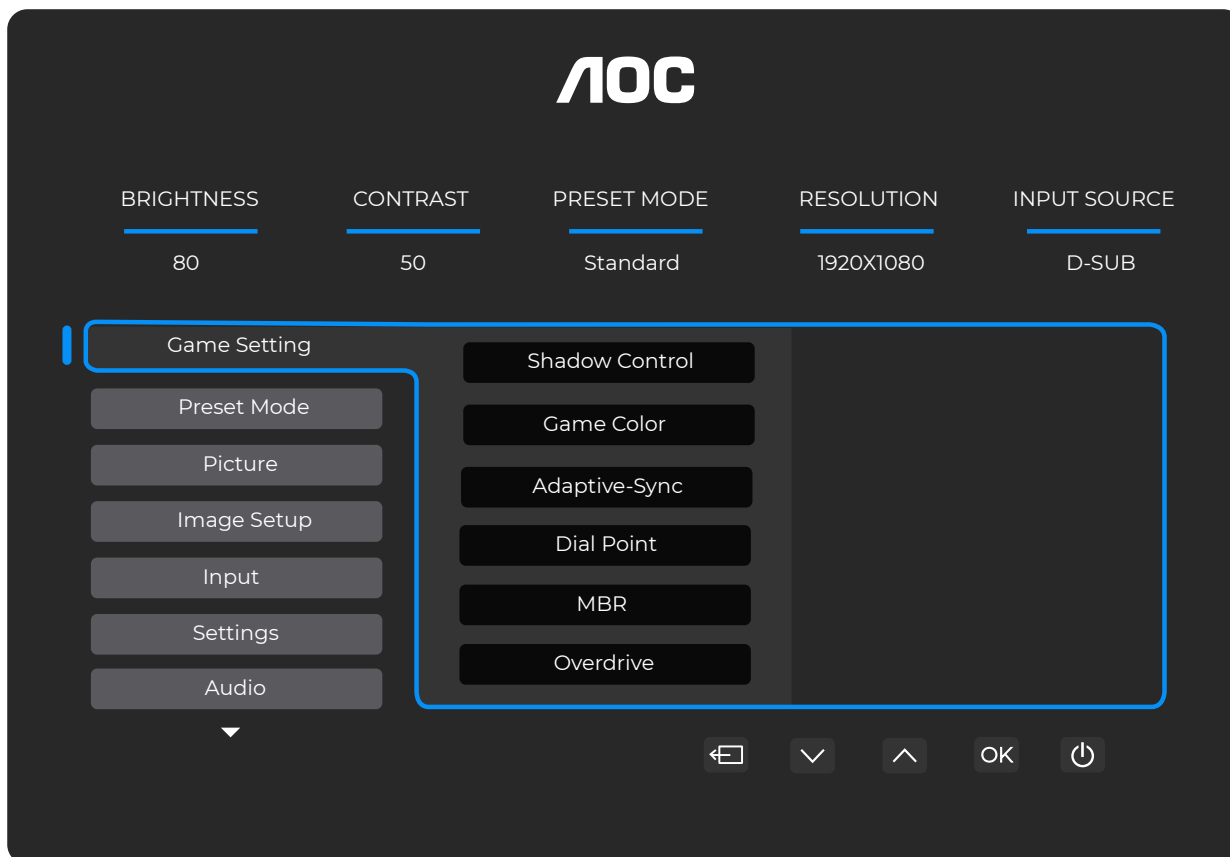 AOC
BRIGHTNESS CONTRAST PRESET MODE RESOLUTION INPUT SOURCE
80 50 Standard 1920X1080 D-SUB
Game Setting
Preset Mode
Picture
Image Setup
Input
Settings
Audio
Shadow Control
Game Color
Adaptive-Sync
Dial Point
MBR
Overdrive
OK